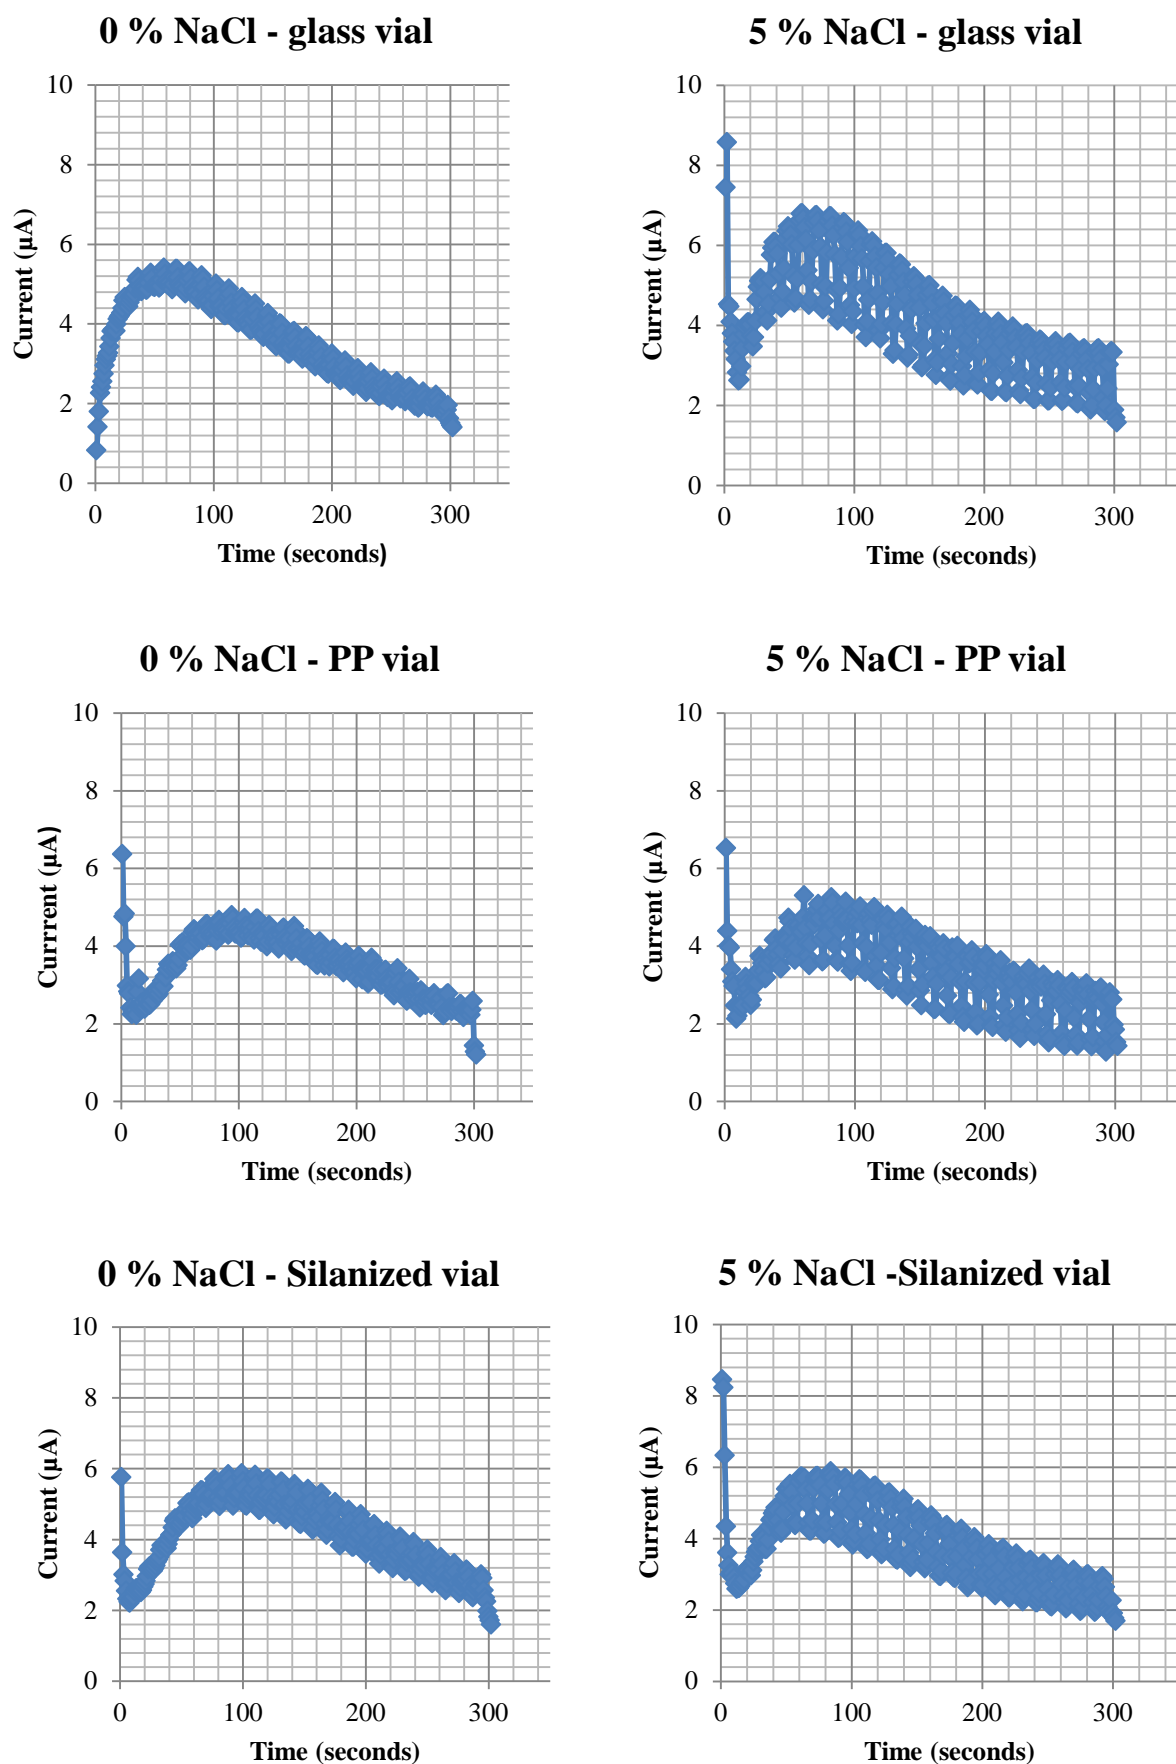 0 % NaCl - glass vial
10
8
6
4
2
0
Current (µA)
0 100 200 300
Time (seconds)
5 % NaCl - glass vial
10
8
6
4
2
0
Current (µA)
0 100 200 300
Time (seconds)
0 % NaCl - PP vial
10
8
6
4
2
0
Currrent (µA)
0 100 200 300
Time (seconds)
5 % NaCl - PP vial
10
8
6
4
2
0
Current (µA)
0 100 200 300
Time (seconds)
0 % NaCl - Silanized vial
10
8
6
4
2
0
Current (µA)
0 100 200 300
Time (seconds)
5 % NaCl -Silanized vial
10
8
6
4
2
0
Current (µA)
0 100 200 300
Time (seconds)